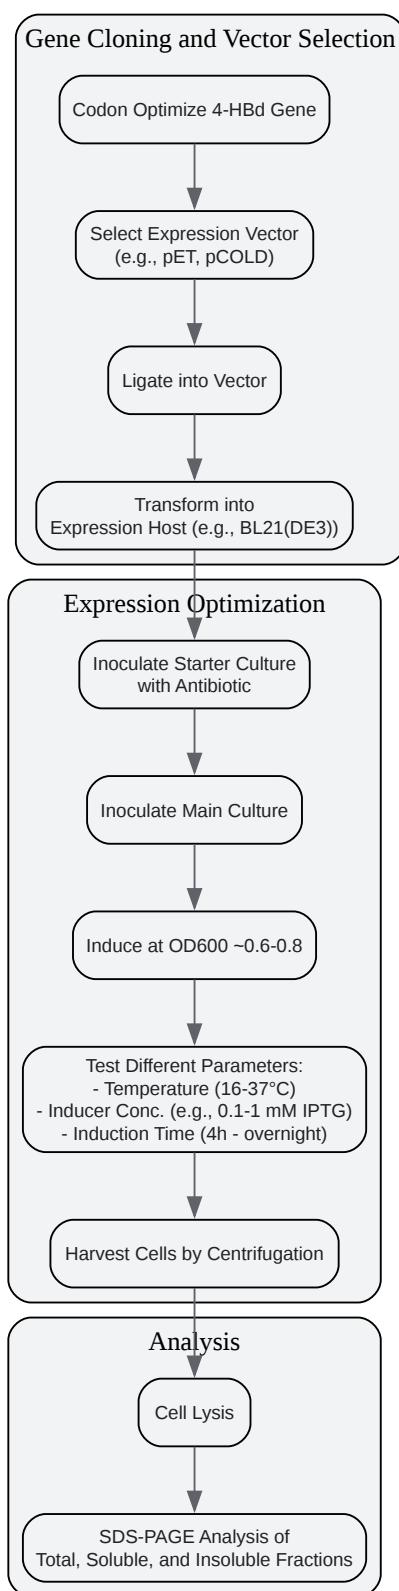 Gene Cloning and Vector Selection
Codon Optimize 4-HBd Gene
Select Expression Vector
(e.g., pET, pCOLD)
Ligate into Vector
Transform into
Expression Host (e.g., BL21(DE3))
Expression Optimization
Inoculate Starter Culture
with Antibiotic
Inoculate Main Culture
Induce at OD600 ~0.6-0.8
Test Different Parameters:
- Temperature (16-37°C)
- Inducer Conc. (e.g., 0.1-1 mM IPTG)
- Induction Time (4h - overnight)
Harvest Cells by Centrifugation
Analysis
Cell Lysis
SDS-PAGE Analysis of
Total, Soluble, and Insoluble Fractions